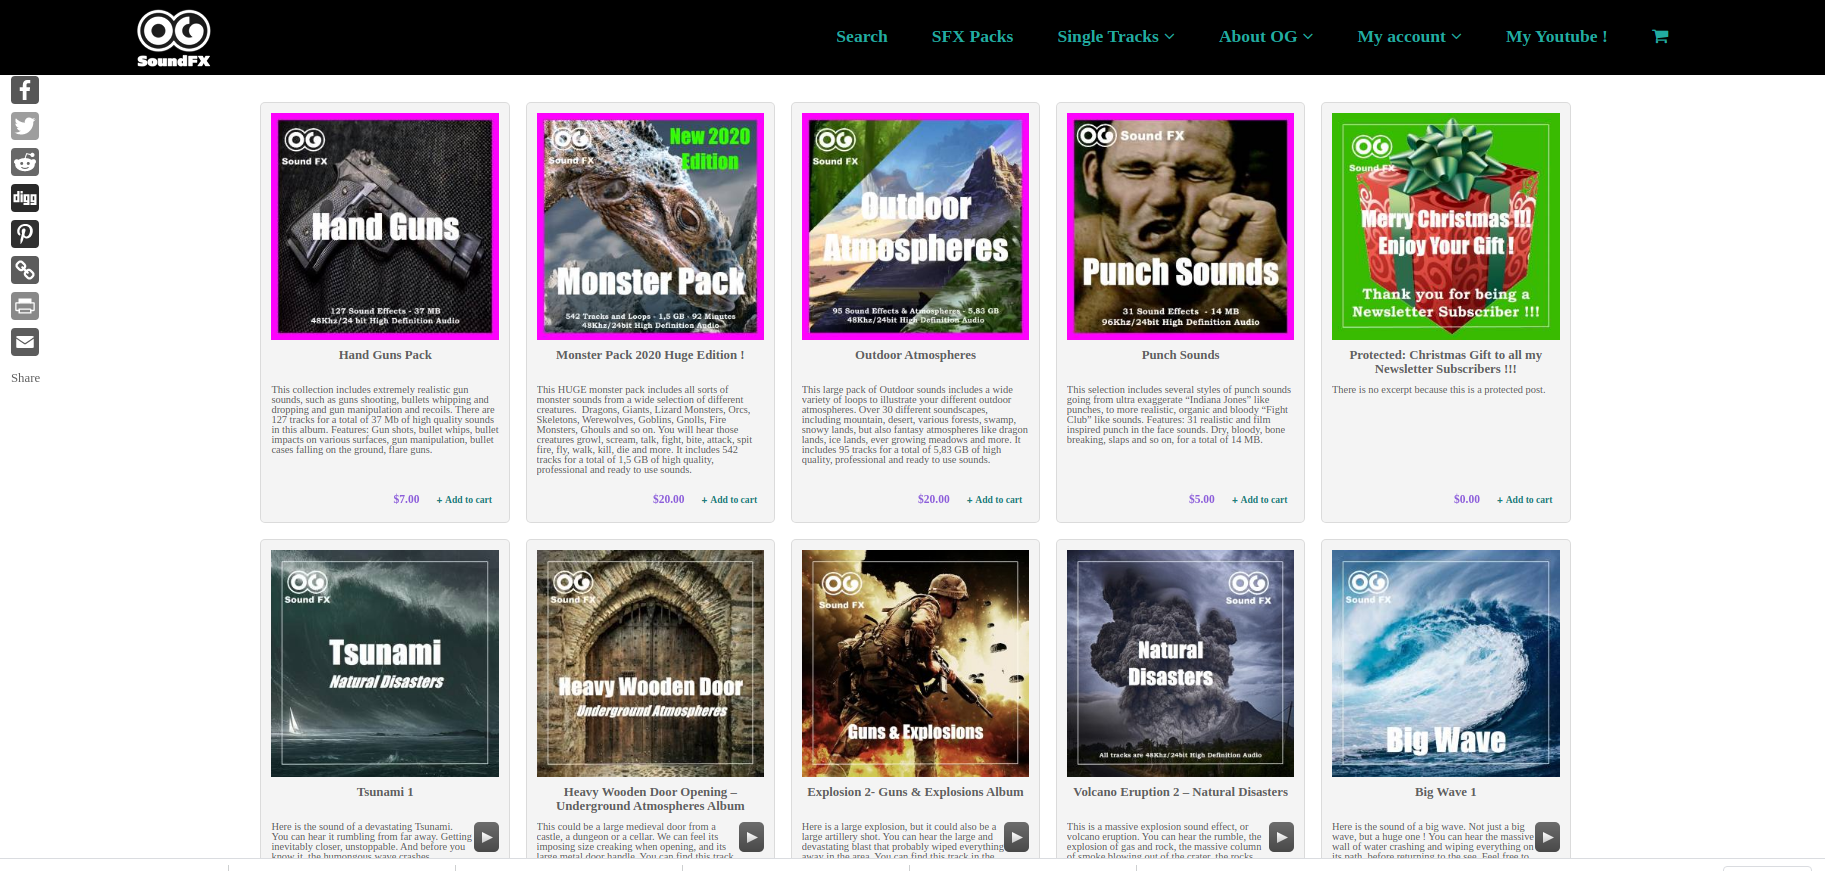 OG
SoundFX
Search
SFX Packs
Single Tracks
About OG
My account
My Youtube !
digg
Share
OG
Sound FX
Hand Guns
127 Sound Effects - 37 MB
48Khz/24 bit High Definition Audio
Hand Guns Pack
This collection includes extremely realistic gun
sounds, such as guns shooting, bullets whipping and
dropping and gun manipulation and recoils. There are
127 tracks for a total of 37 Mb of high quality sounds
in this album. Features: Gun shots, bullet whips, bullet
impacts on various surfaces, gun manipulation, bullet
cases falling on the ground, flare guns.
$7.00
+ Add to cart
OG
Sound FX
New 2020
Edition
Monster Pack
542 Tracks and Loops - 1,5 GB - 92 Minutes
48Khz/24bit High Definition Audio
Monster Pack 2020 Huge Edition !
This HUGE monster pack includes all sorts of
monster sounds from a wide selection of different
creatures.  Dragons, Giants, Lizard Monsters, Orcs,
Skeletons, Werewolves, Goblins, Gnolls, Fire
Monsters, Ghouls and so on. You will hear those
creatures growl, scream, talk, fight, bite, attack, spit
fire, fly, walk, kill, die and more. It includes 542
tracks for a total of 1,5 GB of high quality,
professional and ready to use sounds.
$20.00
+ Add to cart
OG
Sound FX
Outdoor
Atmospheres
95 Sound Effects & Atmospheres - 5,83 GB
48Khz/24bit High Definition Audio
Outdoor Atmospheres
This large pack of Outdoor sounds includes a wide
variety of loops to illustrate your different outdoor
atmospheres. Over 30 different soundscapes,
including mountain, desert, various forests, swamp,
snowy lands, but also fantasy atmospheres like dragon
lands, ice lands, ever growing meadows and more. It
includes 95 tracks for a total of 5,83 GB of high
quality, professional and ready to use sounds.
$20.00
+ Add to cart
OG Sound FX
Punch Sounds
31 Sound Effects - 14 MB
96Khz/24bit High Definition Audio
Punch Sounds
This selection includes several styles of punch sounds
going from ultra exaggerate “Indiana Jones” like
punches, to more realistic, organic and bloody “Fight
Club” like sounds. Features: 31 realistic and film
inspired punch in the face sounds. Dry, bloody, bone
breaking, slaps and so on, for a total of 14 MB.
$5.00
+ Add to cart
OG
Sound FX
Merry Christmas !!!
Enjoy Your Gift !
Thank you for being a
Newsletter Subscriber !!!
Protected: Christmas Gift to all my
Newsletter Subscribers !!!
There is no excerpt because this is a protected post.
$0.00
+ Add to cart
OG
Sound FX
Tsunami
Natural Disasters
Tsunami 1
Here is the sound of a devastating Tsunami.
You can hear it rumbling from far away. Getting
inevitably closer, unstoppable. And before you
know it, the humongous wave crashes
OG
Sound FX
Heavy Wooden Door
Underground Atmospheres
Heavy Wooden Door Opening –
Underground Atmospheres Album
This could be a large medieval door from a
castle, a dungeon or a cellar. We can feel its
imposing size creaking when opening, and its
large metal door handle. You can find this track
OG
Sound FX
Guns & Explosions
Explosion 2- Guns & Explosions Album
Here is a large explosion, but it could also be a
large artillery shot. You can hear the large and
devastating blast that probably wiped everything
away in the area. You can find this track in the
OG
Sound FX
Natural
Disasters
All tracks are 48Khz/24bit High Definition Audio
Volcano Eruption 2 – Natural Disasters
This is a massive explosion sound effect, or
volcano eruption. You can hear the rumble, the
explosion of gas and rock, the massive column
of smoke blowing out of the crater, the rocks
OG
Sound FX
Big Wave
Big Wave 1
Here is the sound of a big wave. Not just a big
wave, but a huge one ! You can hear the massive
wall of water crashing and wiping everything on
its path, before returning to the see. Feel free to